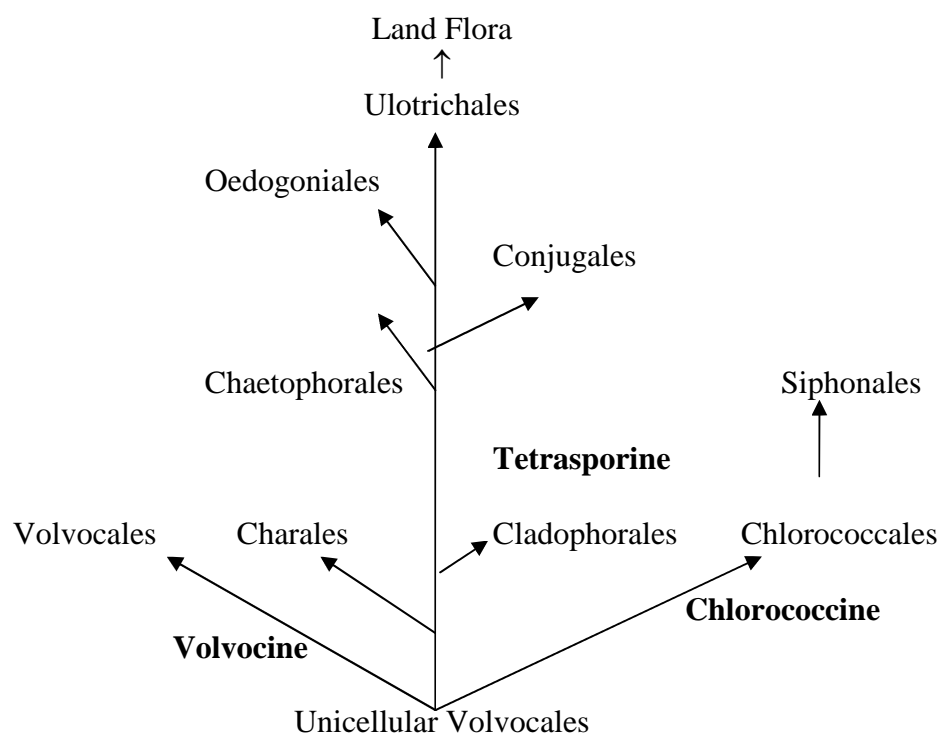 Land Flora
↑
Ulotrichales
Oedogoniales
Conjugales
Chaetophorales
Siphonales
Tetrasporine
Volvocales
Charales
Cladophorales
Chlorococcales
Chlorococcine
Volvocine
Unicellular Volvocales